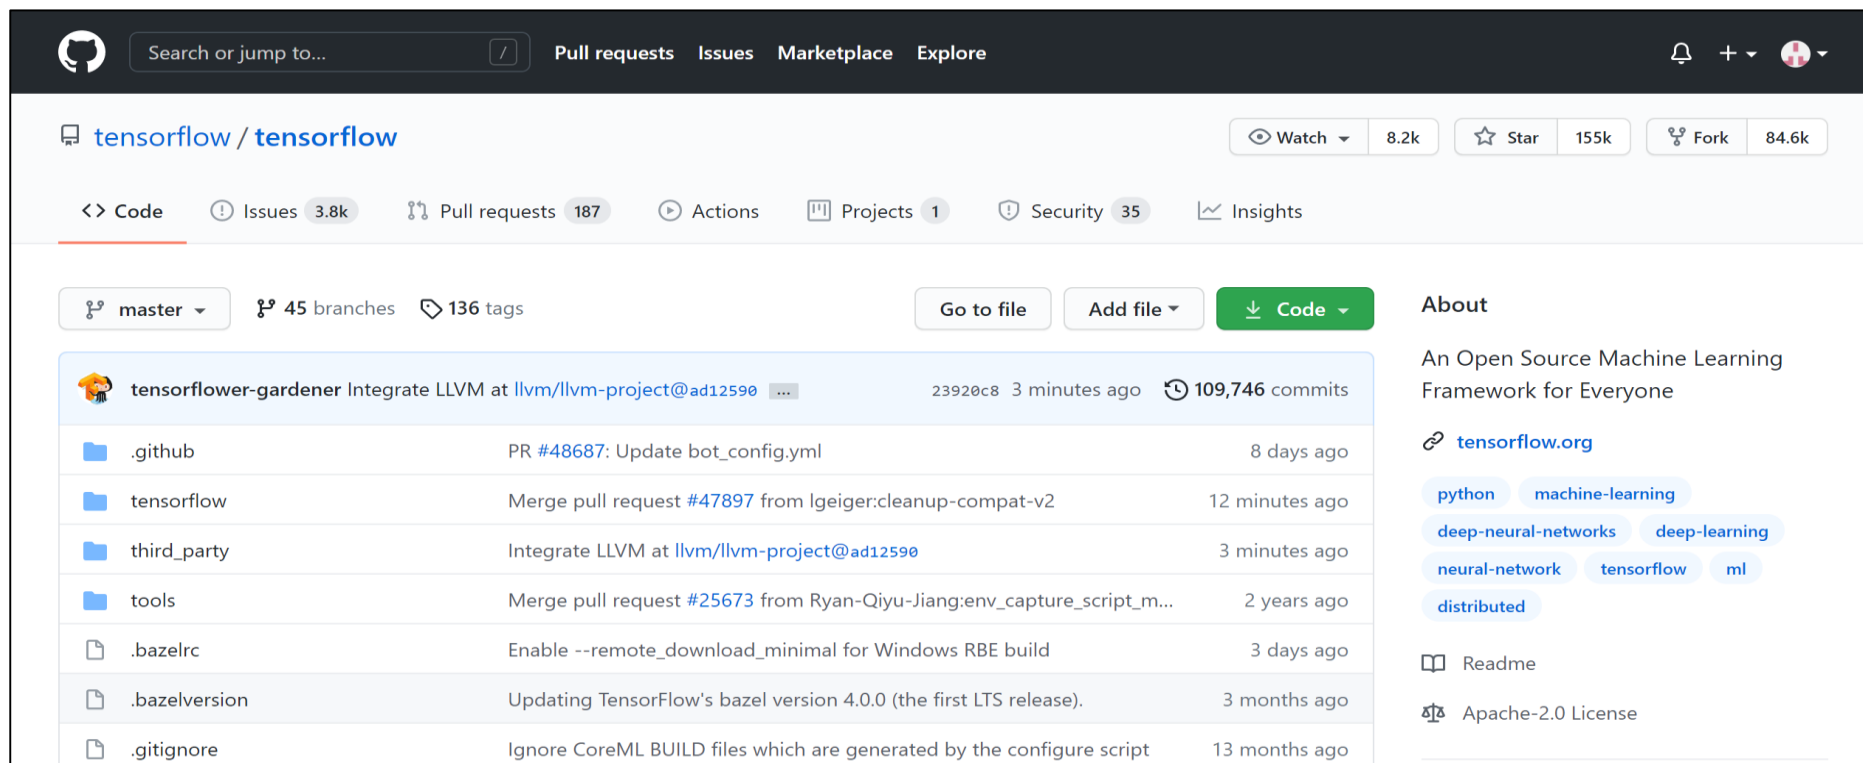 Search or jump to... / Pull requests Issues Marketplace Explore
tensorflow / tensorflow Watch 8.2k Star 155k Fork 84.6k
Code Issues 3.8k Pull requests 187 Actions Projects 1 Security 35 Insights
master 45 branches 136 tags Go to file Add file Code
tensorflower-gardener Integrate LLVM at llvm/llvm-project@ad12590 ... 23920c8 3 minutes ago 109,746 commits
.github PR #48687: Update bot_config.yml 8 days ago
tensorflow Merge pull request #47897 from lgeiger:cleanup-compat-v2 12 minutes ago
third_party Integrate LLVM at llvm/llvm-project@ad12590 3 minutes ago
tools Merge pull request #25673 from Ryan-Qiyu-Jiang:env_capture_script_m... 2 years ago
.bazelrc Enable --remote_download_minimal for Windows RBE build 3 days ago
.bazelversion Updating TensorFlow's bazel version 4.0.0 (the first LTS release). 3 months ago
.gitignore Ignore CoreML BUILD files which are generated by the configure script 13 months ago
About
An Open Source Machine Learning
Framework for Everyone
tensorflow.org
python machine-learning
deep-neural-networks deep-learning
neural-network tensorflow ml
distributed
Readme
Apache-2.0 License